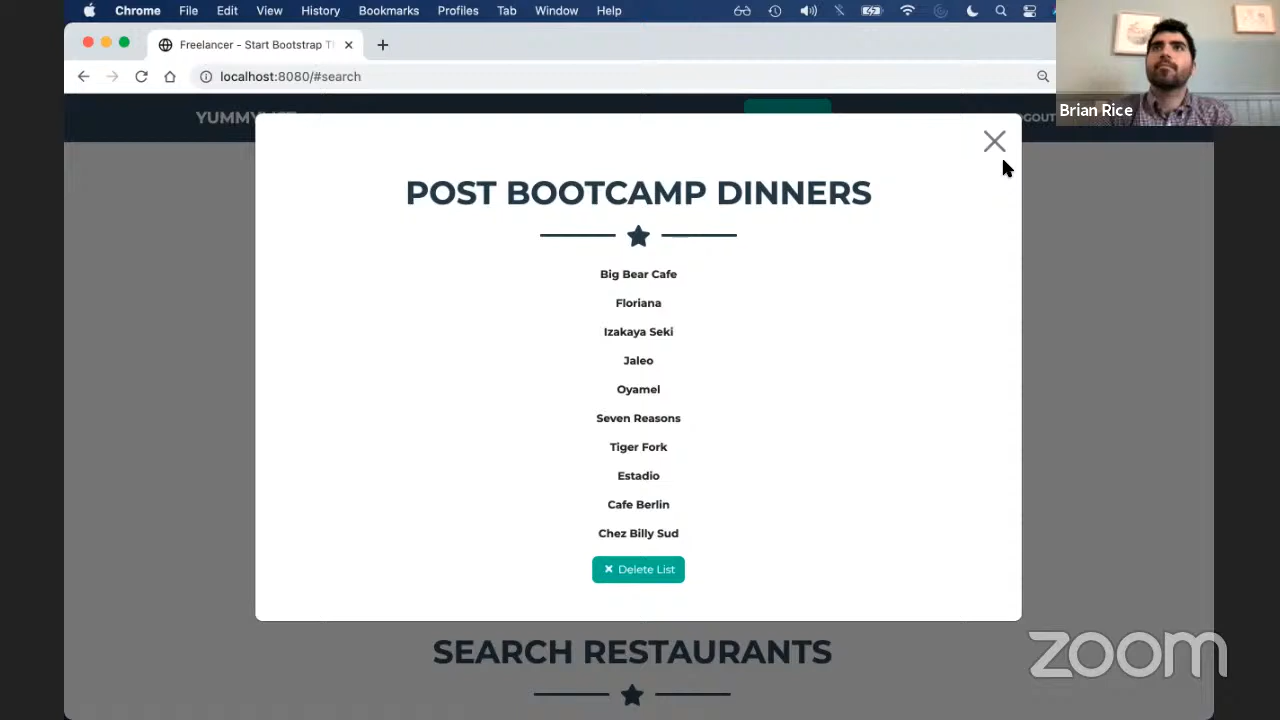 Chrome File Edit View History Bookmarks Profiles Tab Window Help
Freelancer - Start Bootstrap T
localhost:8080/#search
Brian Rice
POST BOOTCAMP DINNERS
Big Bear Cafe
Floriana
Izakaya Seki
Jaleo
Oyamel
Seven Reasons
Tiger Fork
Estadio
Cafe Berlin
Chez Billy Sud
Delete List
SEARCH RESTAURANTS
zoom